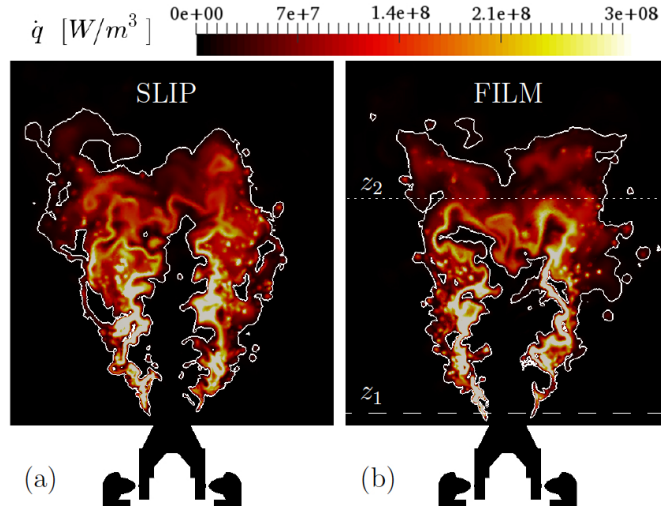 q̇ [W/m³] 0e+00 7e+7 1.4e+8 2.1e+8 3e+08
SLIP FILM
z₂
z₁
(a) (b)